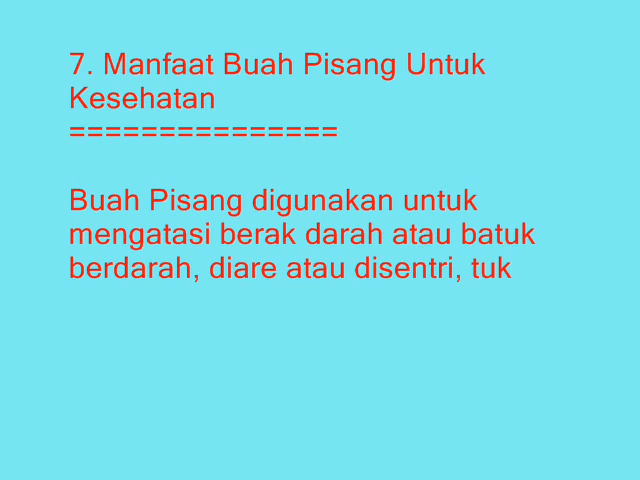 7. Manfaat Buah Pisang Untuk
Kesehatan
===============
Buah Pisang digunakan untuk
mengatasi berak darah atau batuk
berdarah, diare atau disentri, tuk